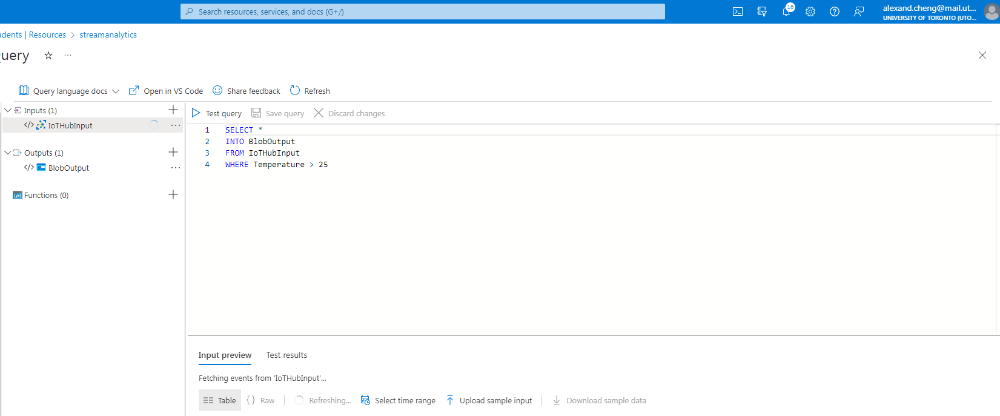 Search resources, services, and docs (G+/)
16
alexand.cheng@mail.ut...
UNIVERSITY OF TORONTO (UTO...
dents | Resources > streamanalytics
uery ☆ ...
Query language docs
Open in VS Code
Share feedback
Refresh
Inputs (1)
</> IoTHubInput ...
Outputs (1)
</> BlobOutput ...
Functions (0)
Test query
Save query
Discard changes
1 SELECT *
2 INTO BlobOutput
3 FROM IoTHubInput
4 WHERE Temperature > 25
Input preview
Test results
Fetching events from 'IoTHubInput'...
Table
{} Raw
Refreshing...
Select time range
Upload sample input
Download sample data